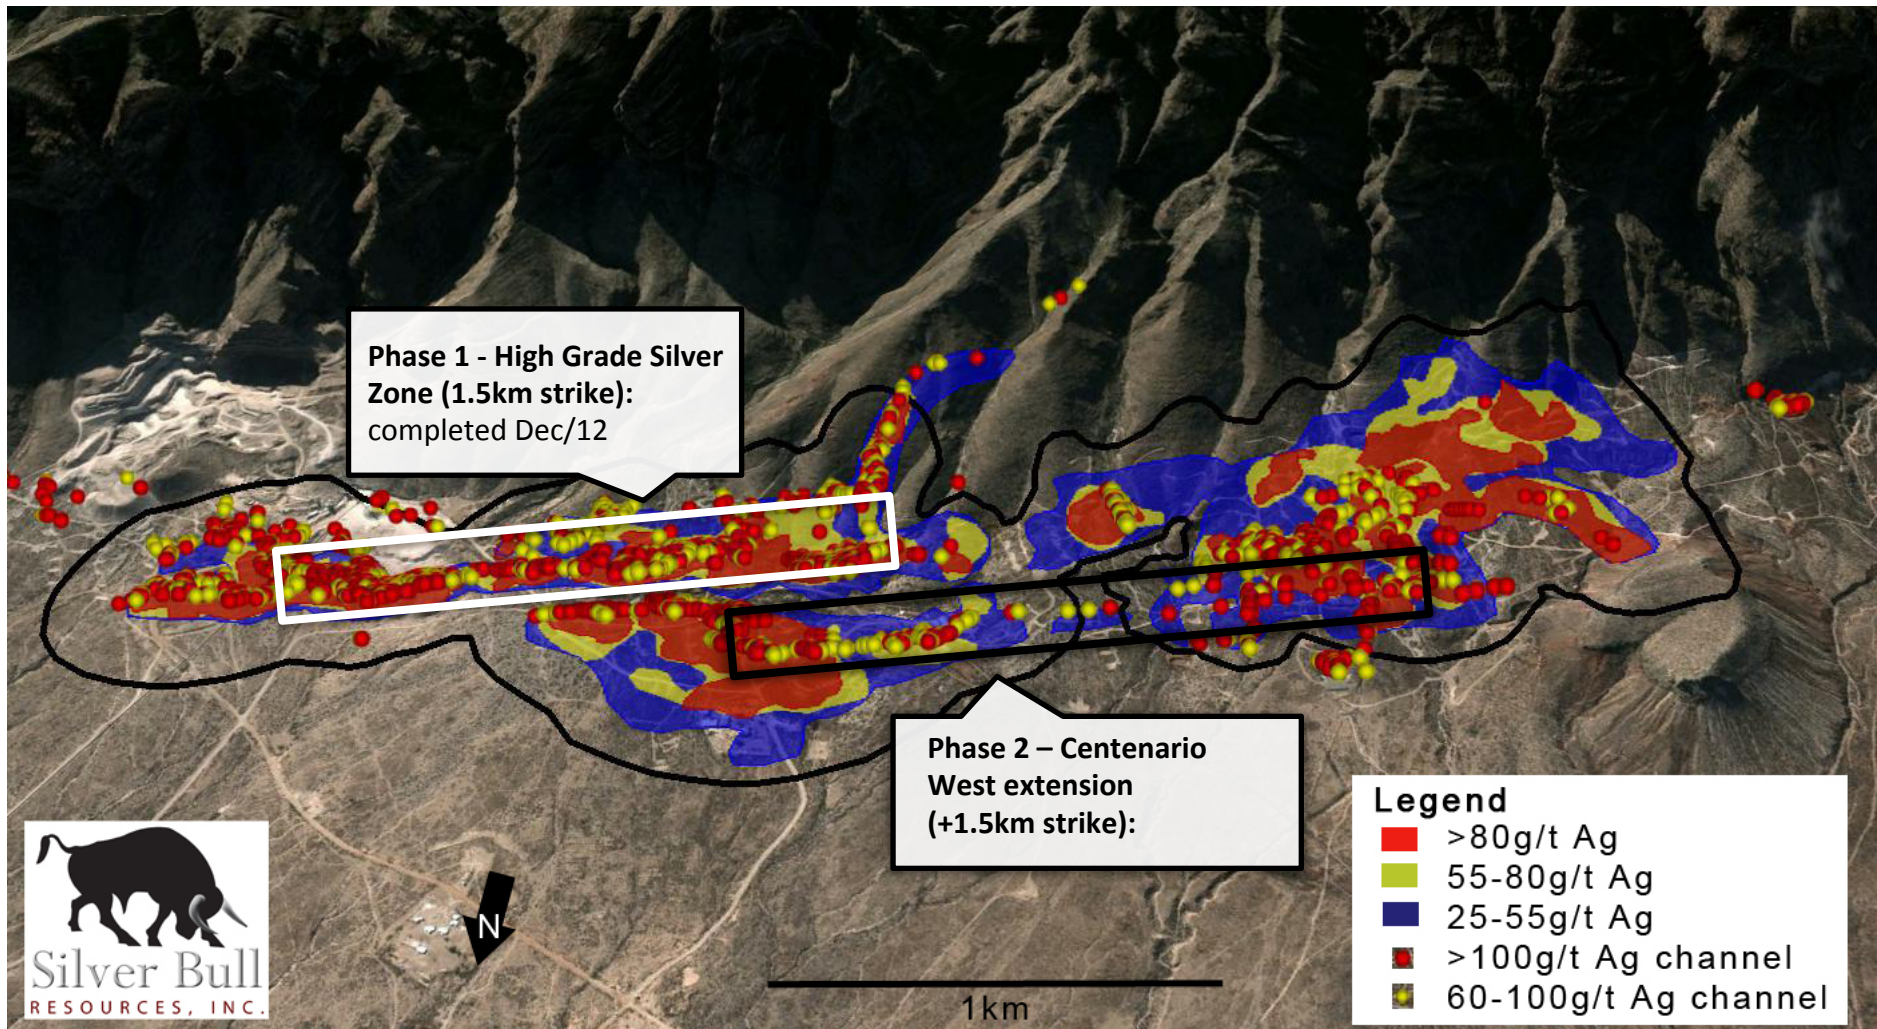 Phase 1 - High Grade Silver
Zone (1.5km strike):
completed Dec/12
Phase 2 – Centenario
West extension
(+1.5km strike):
Legend
>80g/t Ag
55-80g/t Ag
25-55g/t Ag
>100g/t Ag channel
60-100g/t Ag channel
N
1km
Silver Bull
RESOURCES, INC.